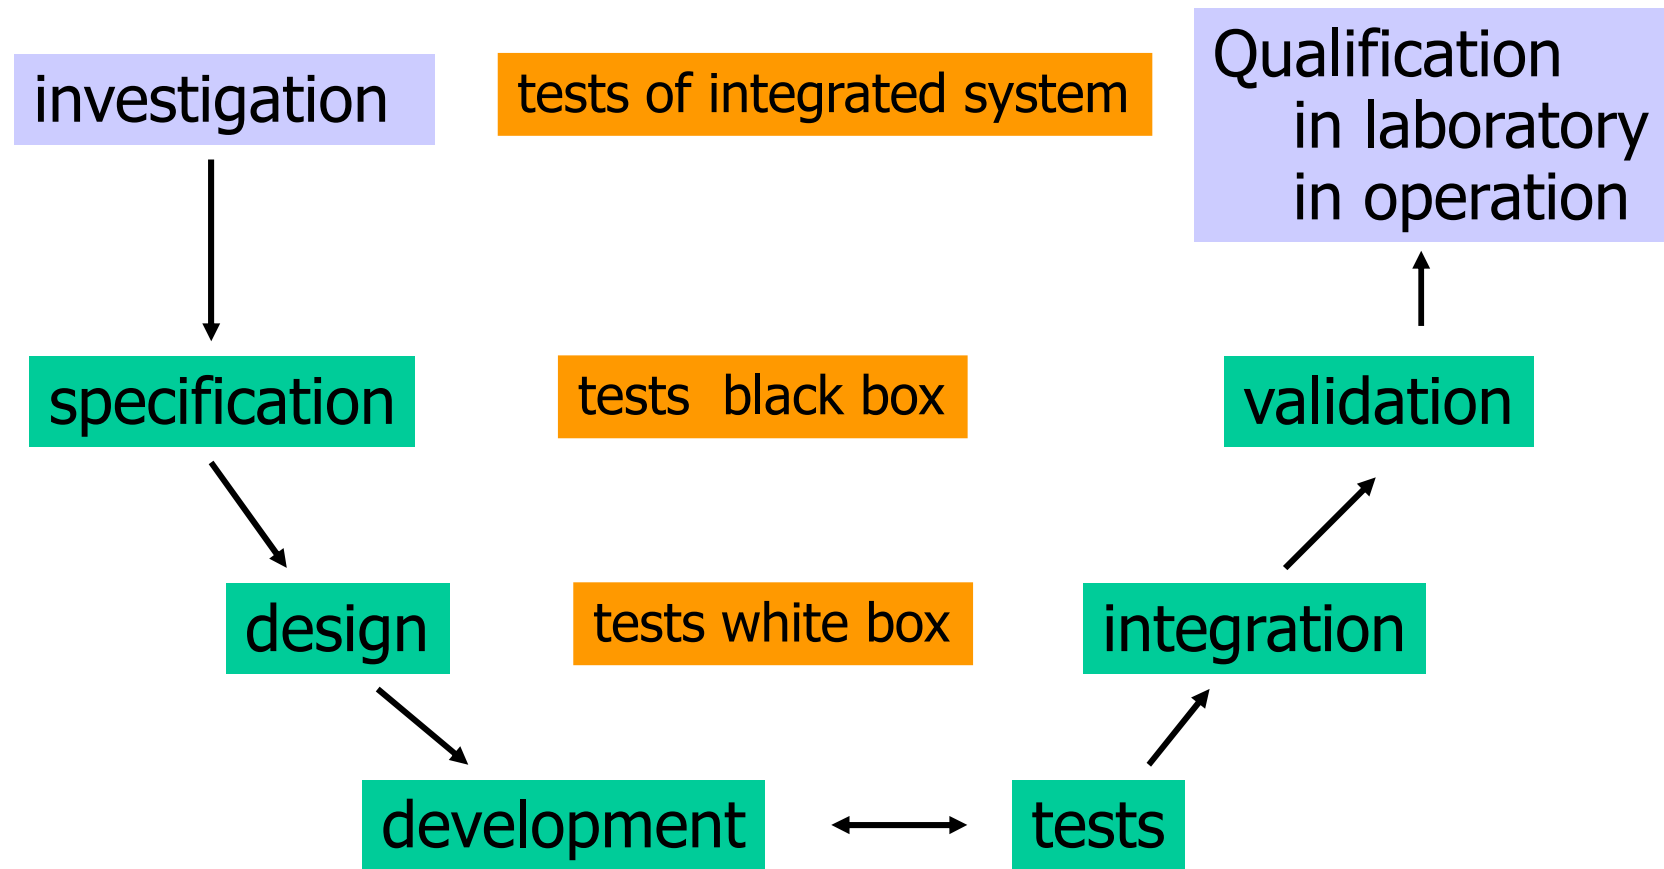 investigation
tests of integrated system
Qualification
in laboratory
in operation
specification
tests black box
validation
design
tests white box
integration
development
tests